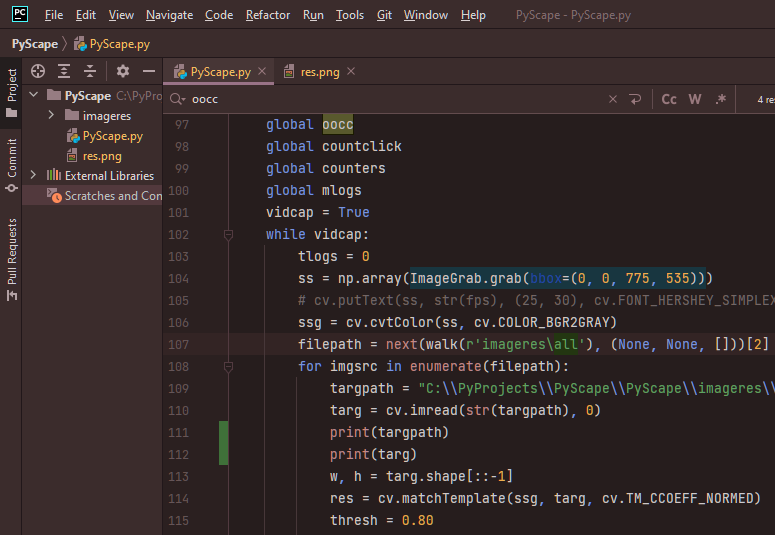 PC File Edit View Navigate Code Refactor Run Tools Git Window Help PyScape - PyScape.py
PyScape PyScape.py
Project
Commit
Pull Requests
PyScape C:\PyPro
imageres
PyScape.py
res.png
External Libraries
Scratches and Con
PyScape.py res.png
oocc Cc W .* 4 res
97 global oocc
98 global countclick
99 global counters
100 global mlogs
101 vidcap = True
102 while vidcap:
103 tlogs = 0
104 ss = np.array(ImageGrab.grab(bbox=(0, 0, 775, 535)))
105 # cv.putText(ss, str(fps), (25, 30), cv.FONT_HERSHEY_SIMPLEX
106 ssg = cv.cvtColor(ss, cv.COLOR_BGR2GRAY)
107 filepath = next(walk(r'imageres\all'), (None, None, []))[2]
108 for imgsrc in enumerate(filepath):
109 targpath = "C:\\PyProjects\\PyScape\\PyScape\\imageres\\
110 targ = cv.imread(str(targpath), 0)
111 print(targpath)
112 print(targ)
113 w, h = targ.shape[::-1]
114 res = cv.matchTemplate(ssg, targ, cv.TM_CCOEFF_NORMED)
115 thresh = 0.80